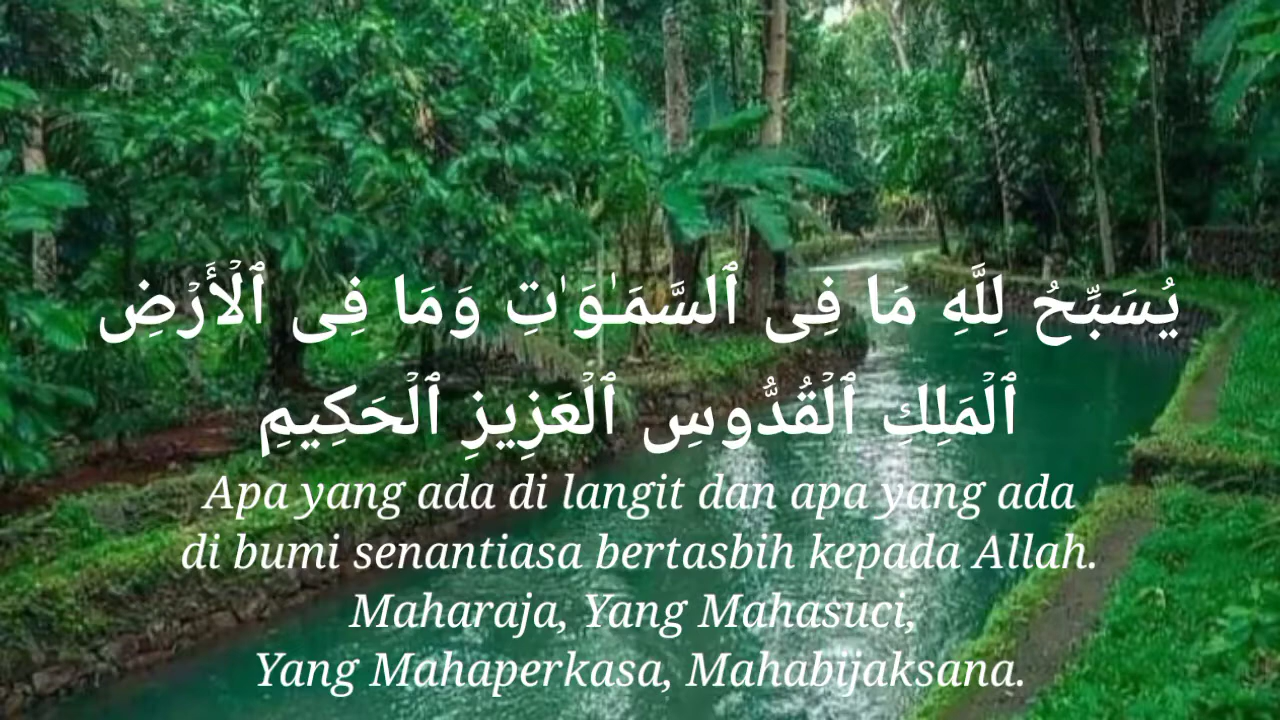 يُسَبِّحُ لِلَّهِ مَا فِى ٱلسَّمَـٰوَٰتِ وَمَا فِى ٱلْأَرْضِ
ٱلْمَلِكِ ٱلْقُدُّوسِ ٱلْعَزِيزِ ٱلْحَكِيمِ
Apa yang ada di langit dan apa yang ada
di bumi senantiasa bertasbih kepada Allah.
Maharaja, Yang Mahasuci,
Yang Mahaperkasa, Mahabijaksana.